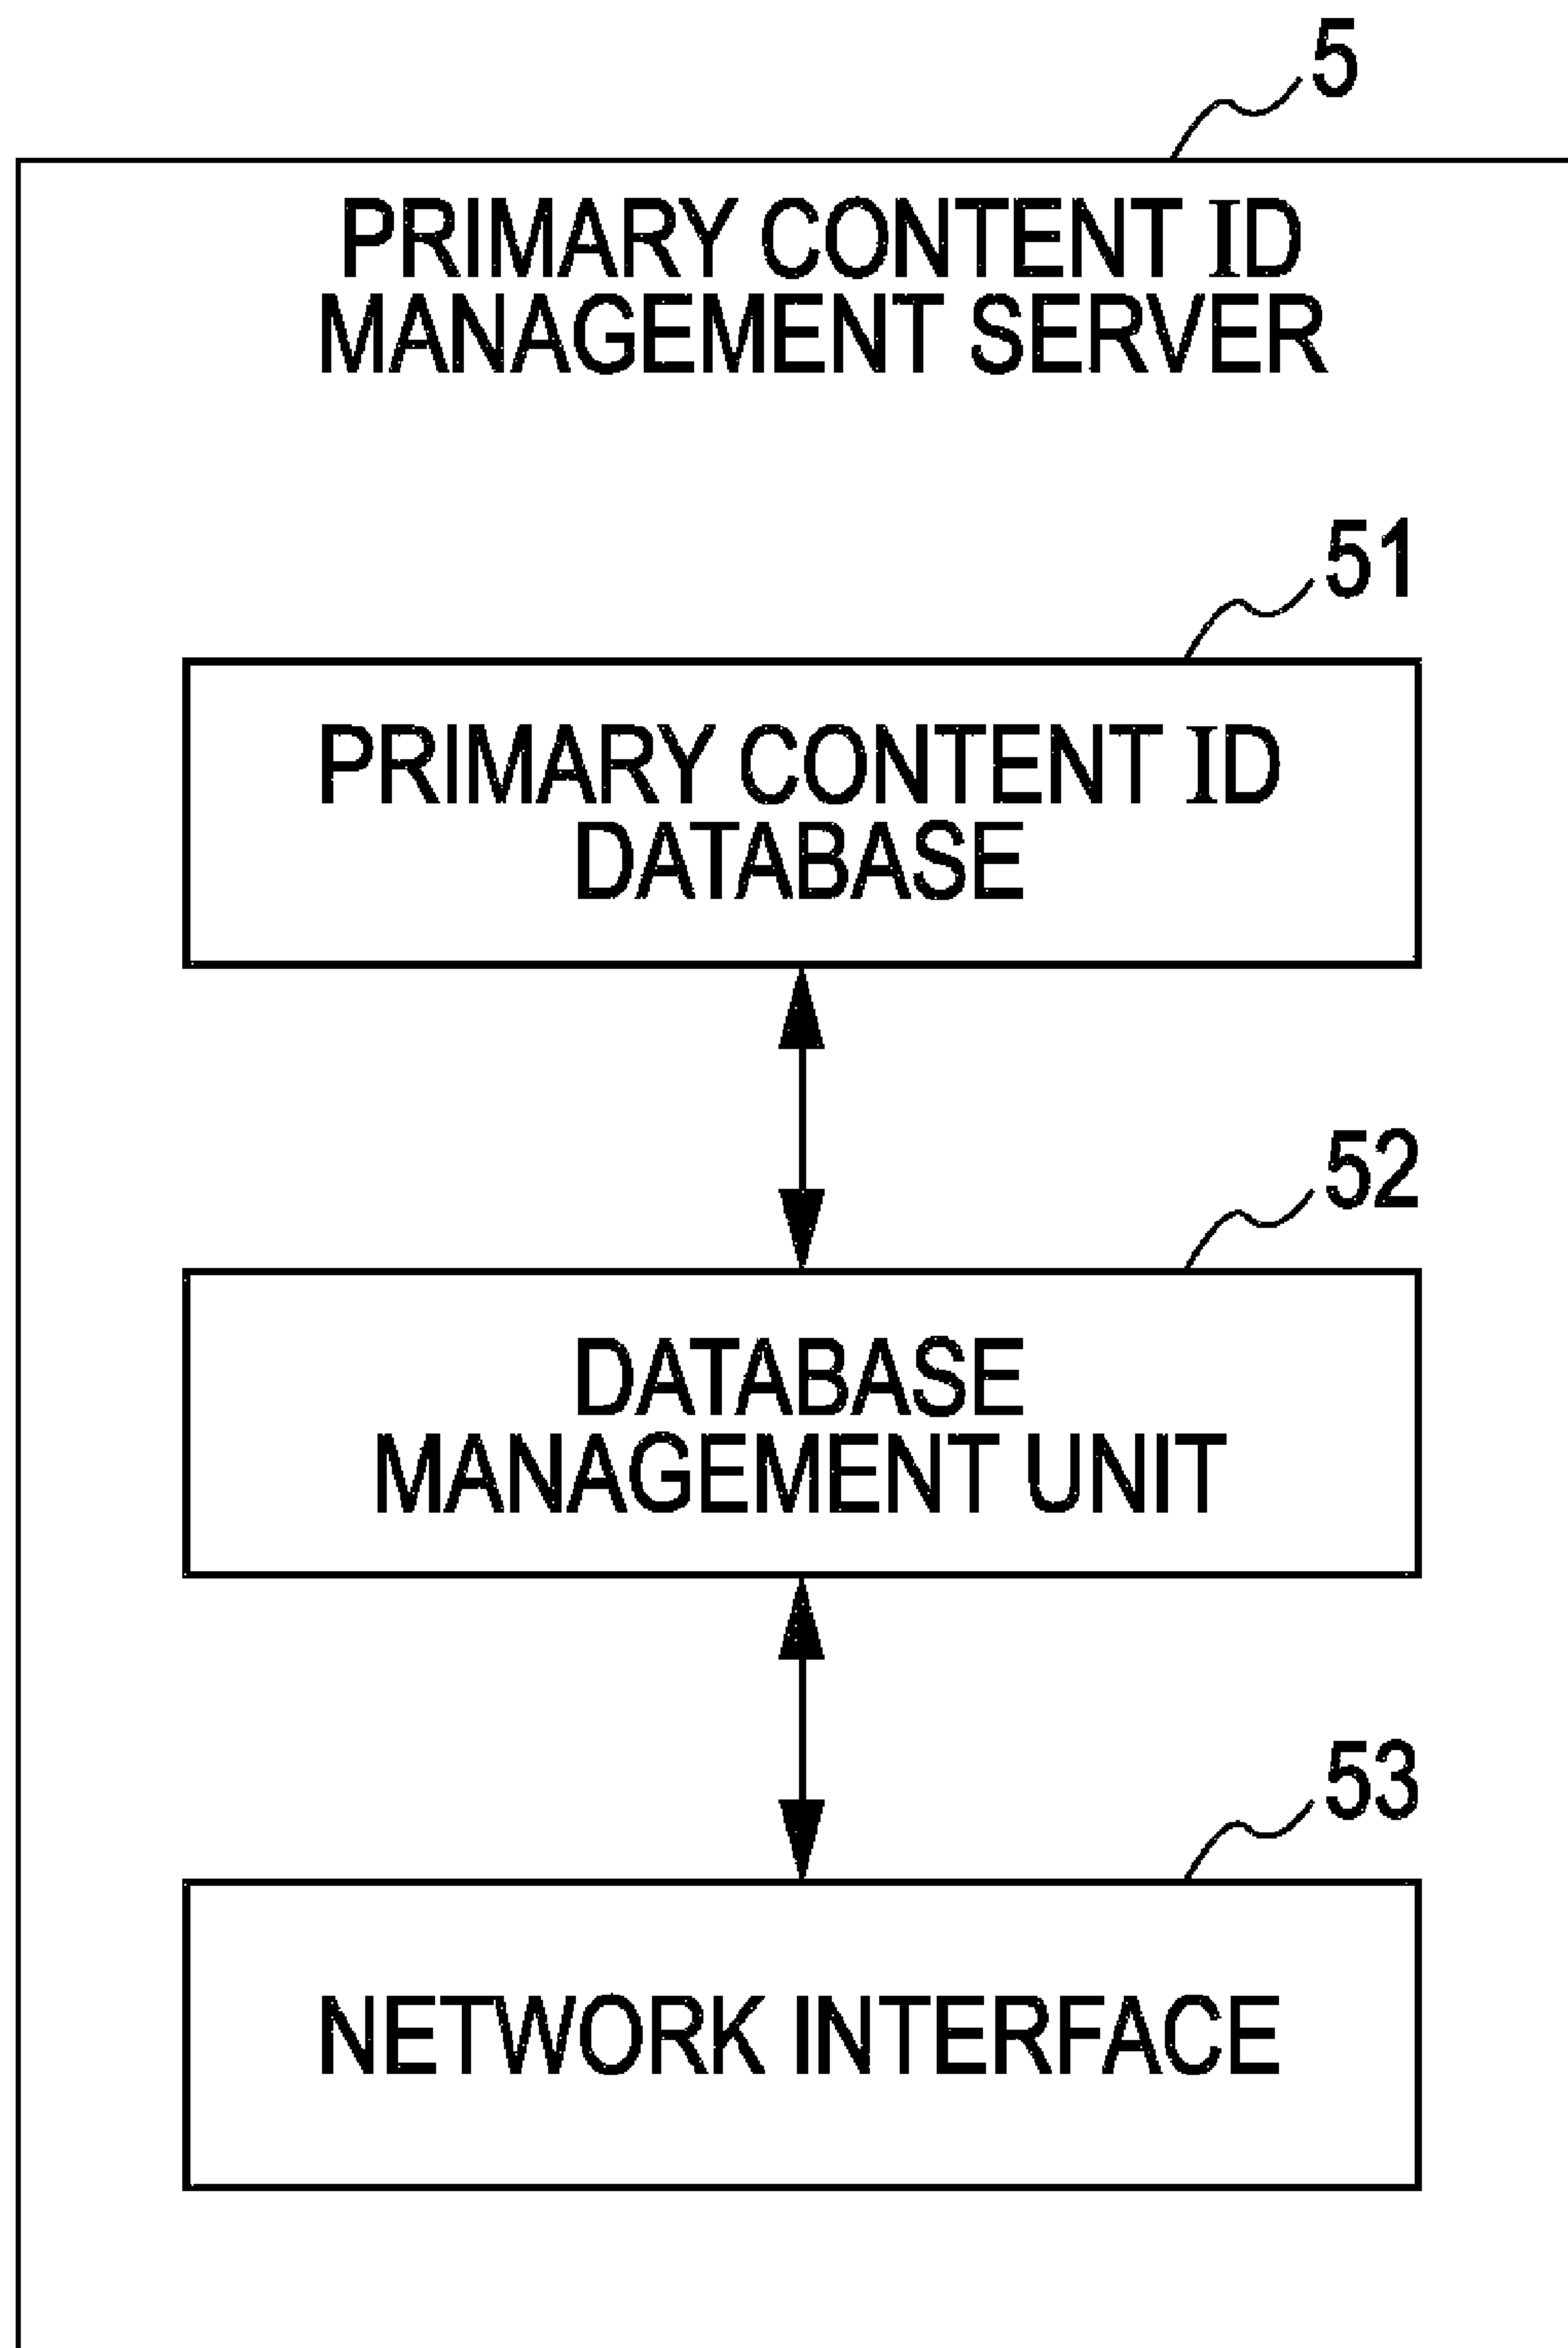 5
PRIMARY CONTENT ID
MANAGEMENT SERVER
51
PRIMARY CONTENT ID
DATABASE
52
DATABASE
MANAGEMENT UNIT
53
NETWORK INTERFACE